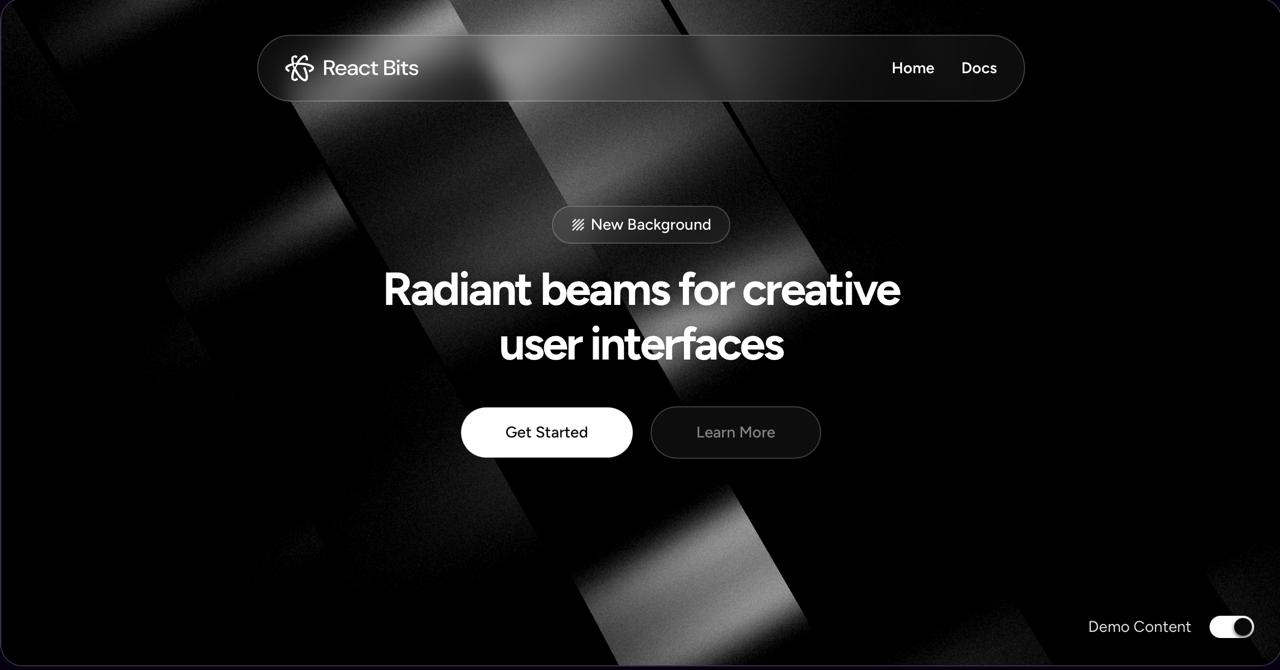 React Bits
Home
Docs
New Background
Radiant beams for creative
user interfaces
Get Started
Learn More
Demo Content